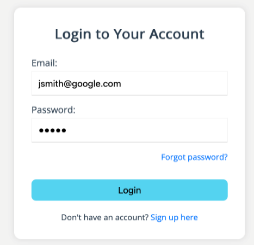 Login to Your Account
Email:
jsmith@google.com
Password:
●●●●●
Forgot password?
Login
Don't have an account? Sign up here